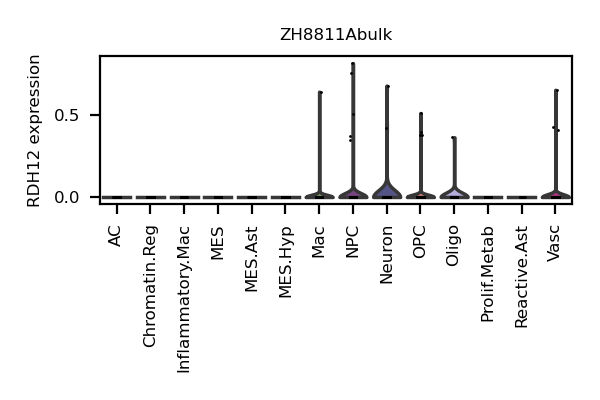 ZH8811Abulk
RDH12 expression
0.5
0.0
AC
Chromatin.Reg
Inflammatory.Mac
MES
MES.Ast
MES.Hyp
Mac
NPC
Neuron
OPC
Oligo
Prolif.Metab
Reactive.Ast
Vasc